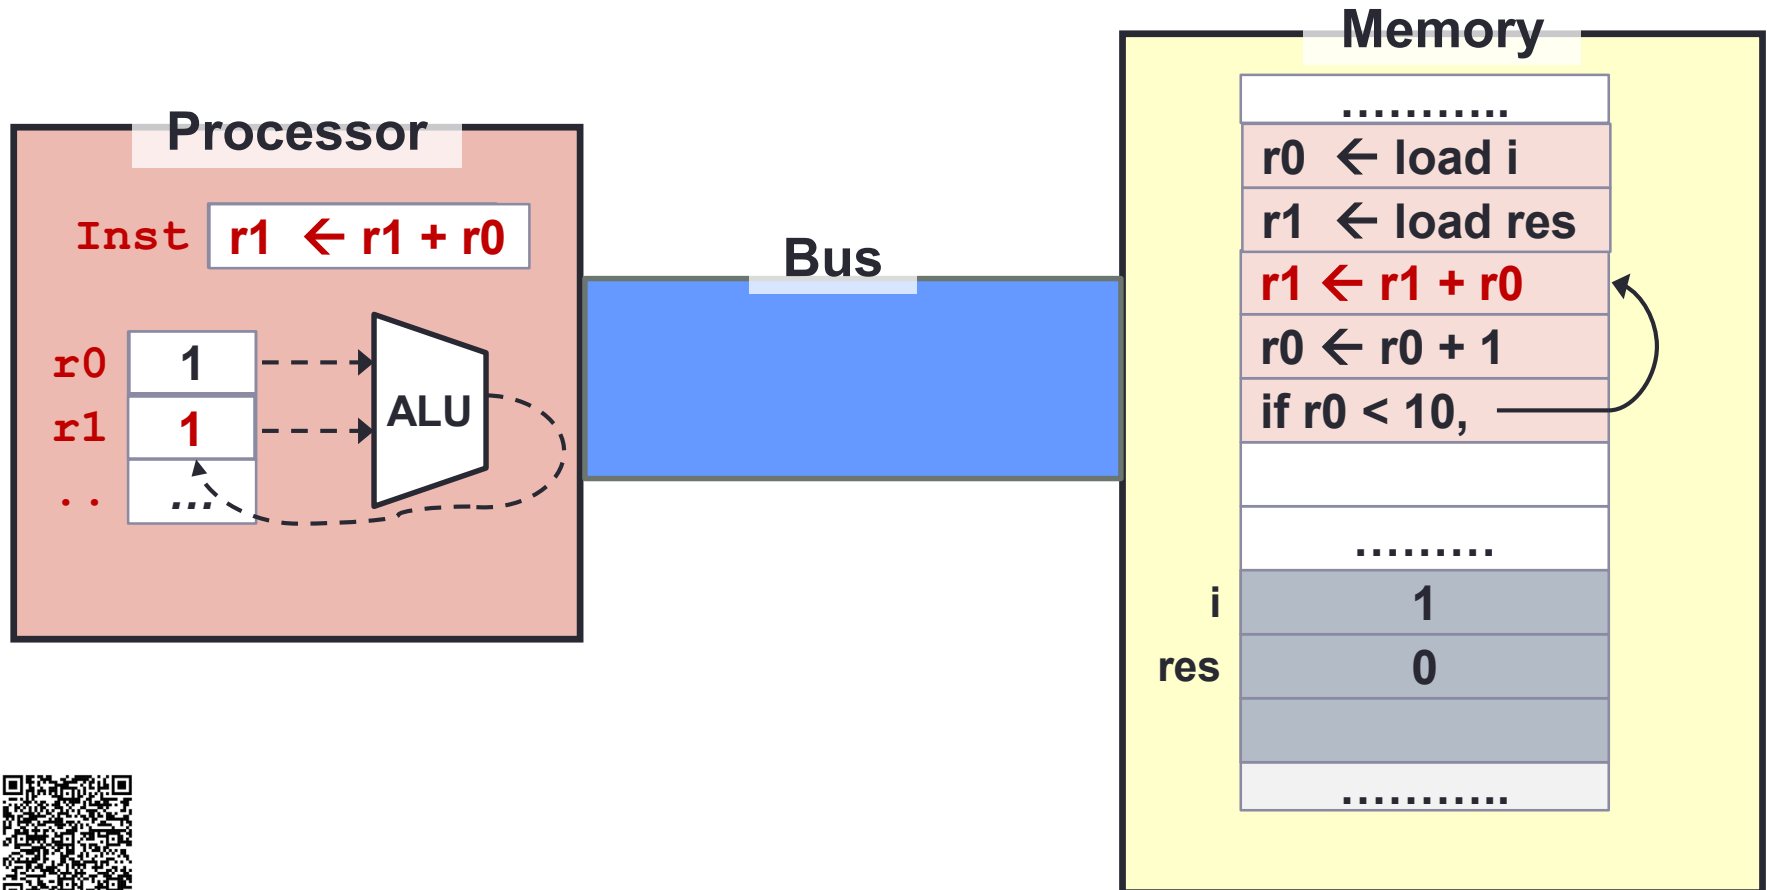 Memory
Processor
Bus
Inst r1 ← r1 + r0
r0 1
r1 1
.. ...
ALU
...........
r0 ← load i
r1 ← load res
r1 ← r1 + r0
r0 ← r0 + 1
if r0 < 10,
.........
i 1
res 0
...........